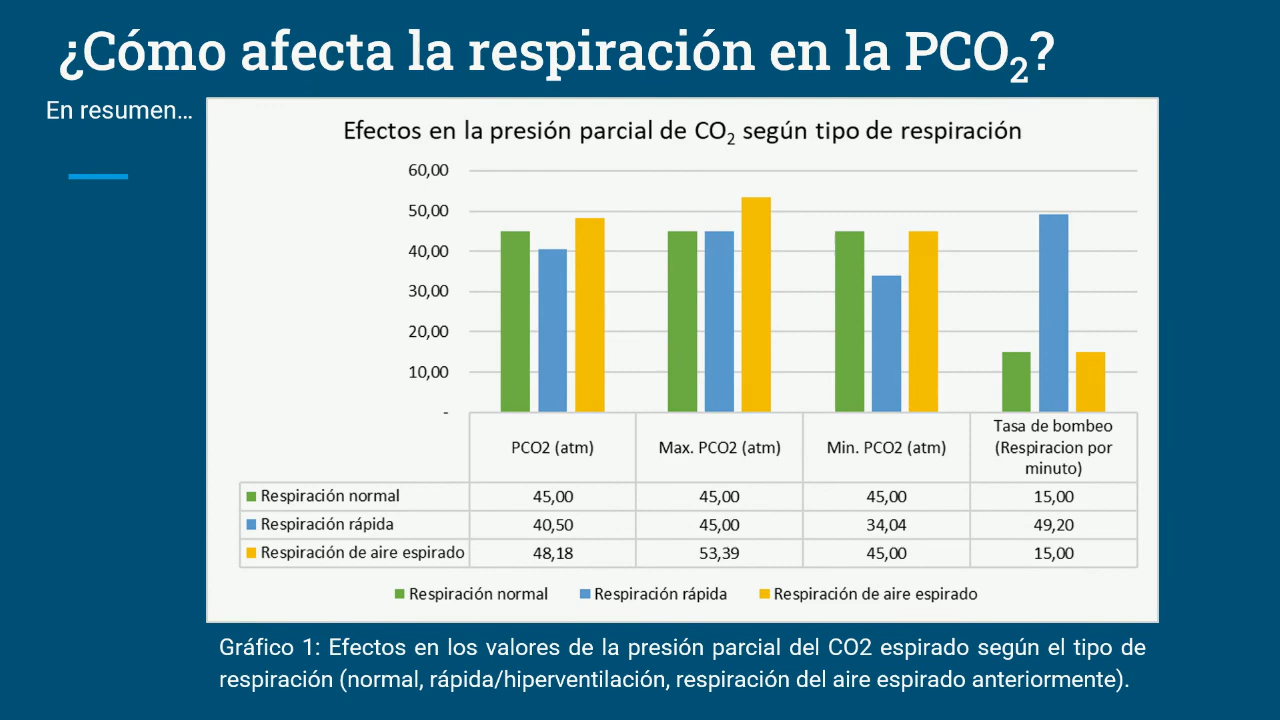 ¿Cómo afecta la respiración en la PCO₂?
En resumen...
Efectos en la presión parcial de CO₂ según tipo de respiración
60,00
50,00
40,00
30,00
20,00
10,00
-
PCO2 (atm)
Max. PCO2 (atm)
Min. PCO2 (atm)
Tasa de bombeo
(Respiracion por
minuto)
Respiración normal 45,00 45,00 45,00 15,00
Respiración rápida 40,50 45,00 34,04 49,20
Respiración de aire espirado 48,18 53,39 45,00 15,00
Respiración normal Respiración rápida Respiración de aire espirado
Gráfico 1: Efectos en los valores de la presión parcial del CO2 espirado según el tipo de
respiración (normal, rápida/hiperventilación, respiración del aire espirado anteriormente).